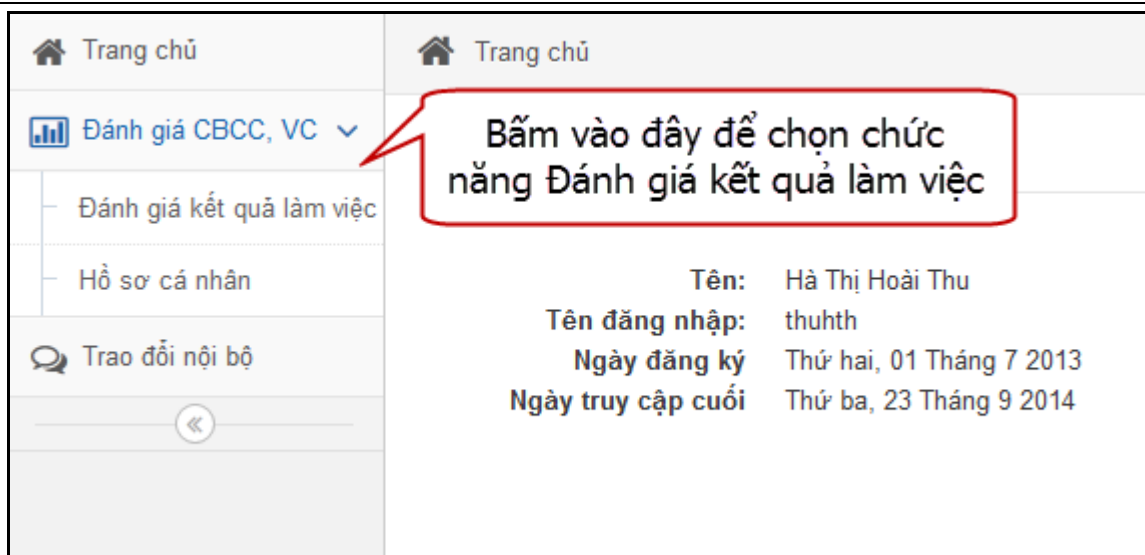 Trang chủ
Trang chủ
Đánh giá CBCC, VC
Bấm vào đây để chọn chức
năng Đánh giá kết quả làm việc
Đánh giá kết quả làm việc
Hồ sơ cá nhân
Trao đổi nội bộ
Tên: Hà Thị Hoài Thu
Tên đăng nhập: thuhth
Ngày đăng ký Thứ hai, 01 Tháng 7 2013
Ngày truy cập cuối Thứ ba, 23 Tháng 9 2014